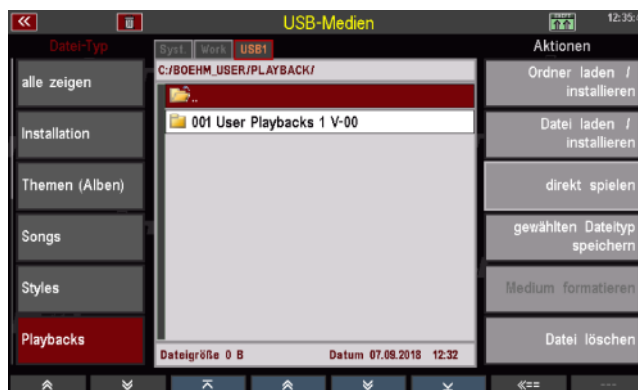 USB-Medien
12:35:
Datei-Typ
Syst.
Work
USB1
Aktionen
C:/BOEHM_USER/PLAYBACK/
alle zeigen
..
Ordner laden /
installieren
001 User Playbacks 1 V-00
Installation
Datei laden /
installieren
Themen (Alben)
direkt spielen
Songs
gewählten Dateityp
speichern
Styles
Medium formatieren
Playbacks
Dateigröße 0 B
Datum 07.09.2018 12:32
Datei löschen
«==
---